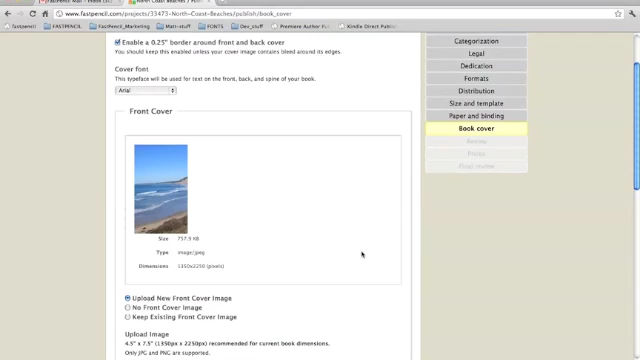 www.fastpencil.com/projects/33473-North-Coast-Beaches/publish/book_cover
fastpencil
FastPencil_Marketing
Matt-stuff
FONTS
Dev_stuff
Premiere Author
Kindle Direct Publish
Enable a 0.25" border around front and back cover
You should keep this enabled unless your cover image contains bleed around its edges.
Cover font
This typeface will be used for text on the front, back, and spine of your book.
Arial
Front Cover
Size 757.9 KB
Type image/jpeg
Dimensions 1350x2250 (pixels)
Upload New Front Cover Image
No Front Cover Image
Keep Existing Front Cover Image
Upload Image
4.5" x 7.5" (1350px x 2250px) recommended for current book dimensions.
Only JPG and PNG are supported.
Categorization
Legal
Dedication
Formats
Distribution
Size and template
Paper and binding
Book cover
Review
Final review